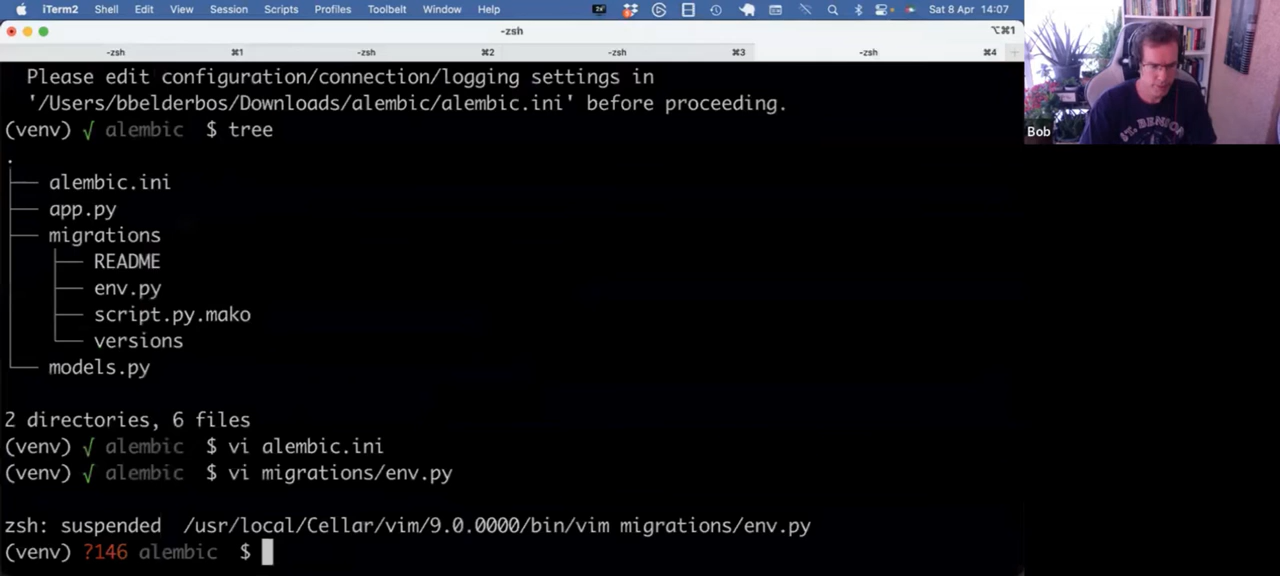 iTerm2 Shell Edit View Session Scripts Profiles Toolbelt Window Help Sat 8 Apr 14:07
-zsh ⌥⌘1
-zsh ⌘1 -zsh ⌘2 -zsh ⌘3 -zsh ⌘4
Please edit configuration/connection/logging settings in
'/Users/bbelderbos/Downloads/alembic/alembic.ini' before proceeding.
(venv) √ alembic $ tree
.
├── alembic.ini
├── app.py
├── migrations
│   ├── README
│   ├── env.py
│   ├── script.py.mako
│   └── versions
└── models.py
2 directories, 6 files
(venv) √ alembic $ vi alembic.ini
(venv) √ alembic $ vi migrations/env.py
zsh: suspended /usr/local/Cellar/vim/9.0.0000/bin/vim migrations/env.py
(venv) ?146 alembic $
Bob